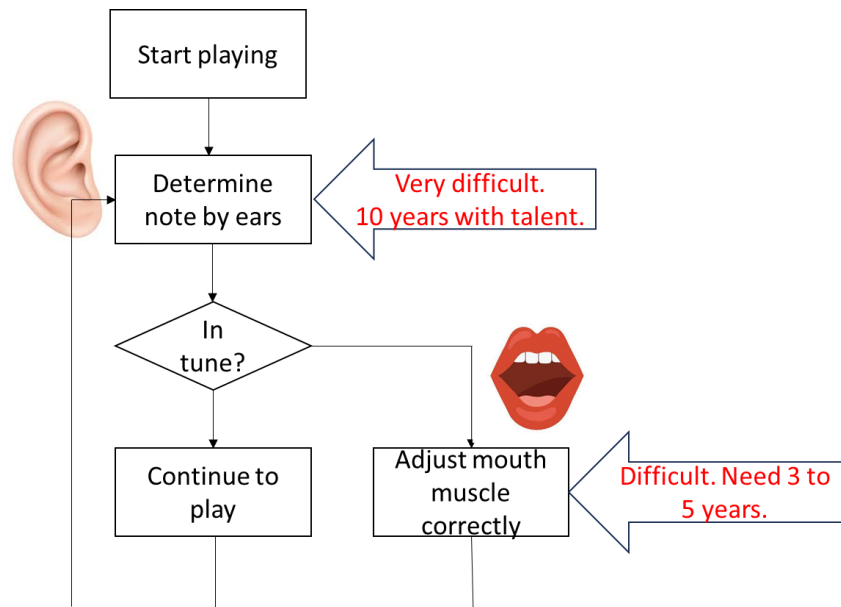 Start playing
Determine
note by ears
Very difficult.
10 years with talent.
In
tune?
Continue to
play
Adjust mouth
muscle
correctly
Difficult. Need 3 to
5 years.